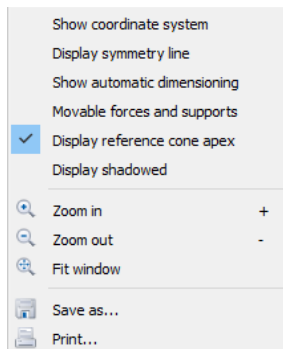 Show coordinate system
Display symmetry line
Show automatic dimensioning
Movable forces and supports
Display reference cone apex
Display shadowed
Zoom in +
Zoom out -
Fit window
Save as...
Print...